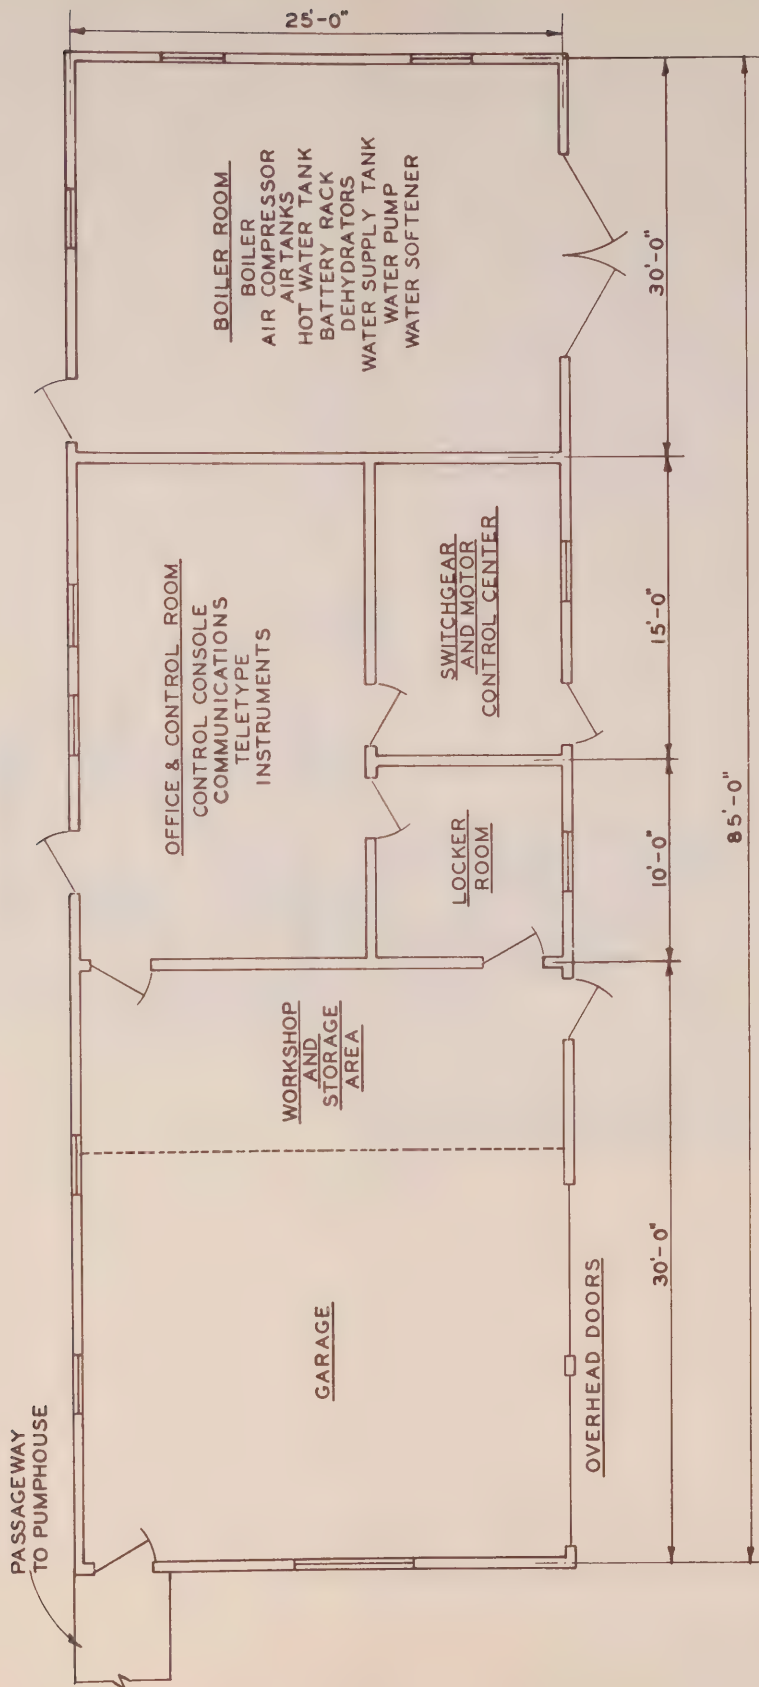 PASSAGEWAY
TO PUMPHOUSE
GARAGE
OVERHEAD DOORS
WORKSHOP
AND
STORAGE
AREA
OFFICE & CONTROL ROOM
CONTROL CONSOLE
COMMUNICATIONS
TELETYPE
INSTRUMENTS
LOCKER
ROOM
SWITCHGEAR
AND MOTOR
CONTROL CENTER
BOILER ROOM
BOILER
AIR COMPRESSOR
AIR TANKS
HOT WATER TANK
BATTERY RACK
DEHYDRATORS
WATER SUPPLY TANK
WATER PUMP
WATER SOFTENER
25'-0"
30'-0"
10'-0"
15'-0"
30'-0"
85'-0"